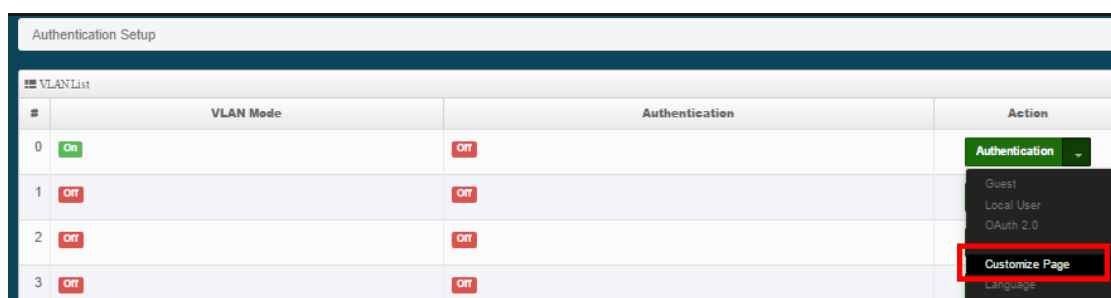 Authentication Setup
VLAN List
# VLAN Mode Authentication Action
0 On Off Authentication
Guest
1 Off Off
Local User
OAuth 2.0
2 Off Off
Customize Page
3 Off Off Language